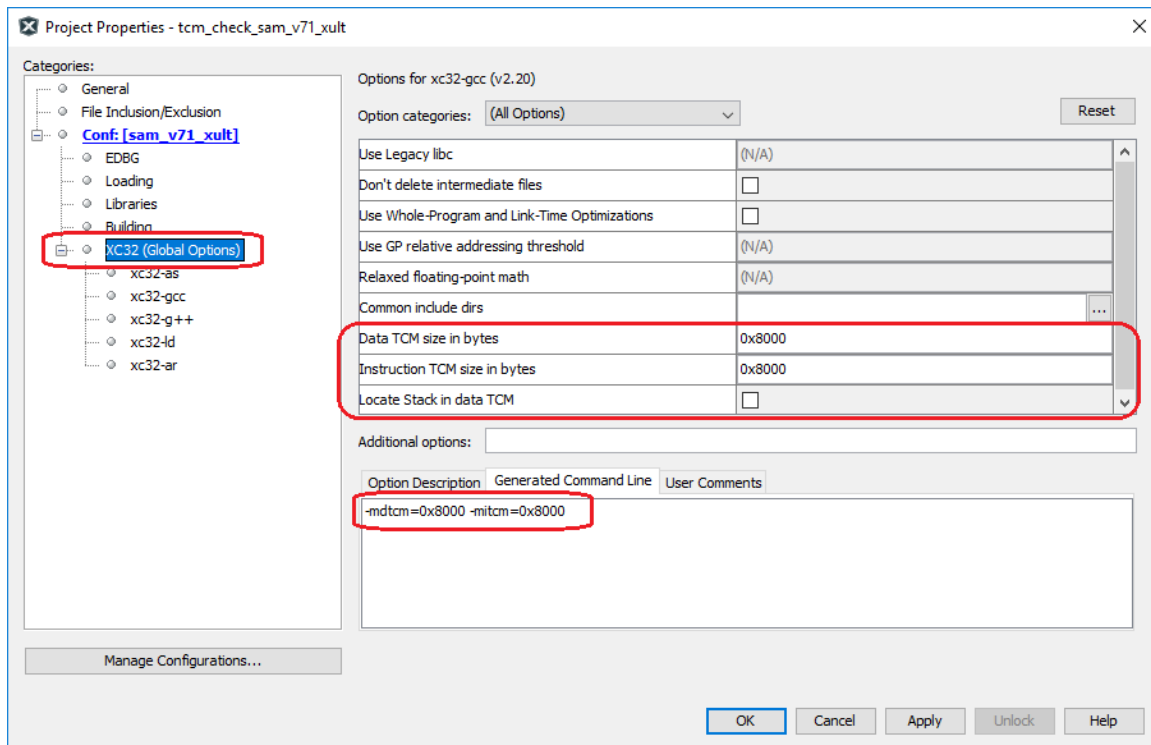 Project Properties - tcm_check_sam_v71_xult
Categories:
General
File Inclusion/Exclusion
Conf: [sam_v71_xult]
EDBG
Loading
Libraries
Building
XC32 (Global Options)
xc32-as
xc32-gcc
xc32-g++
xc32-ld
xc32-ar
Manage Configurations...
Options for xc32-gcc (v2.20)
Option categories: (All Options) Reset
Use Legacy libc (N/A)
Don't delete intermediate files
Use Whole-Program and Link-Time Optimizations
Use GP relative addressing threshold (N/A)
Relaxed floating-point math (N/A)
Common include dirs ...
Data TCM size in bytes 0x8000
Instruction TCM size in bytes 0x8000
Locate Stack in data TCM
Additional options:
Option Description Generated Command Line User Comments
-mdtcm=0x8000 -mitcm=0x8000
OK Cancel Apply Unlock Help